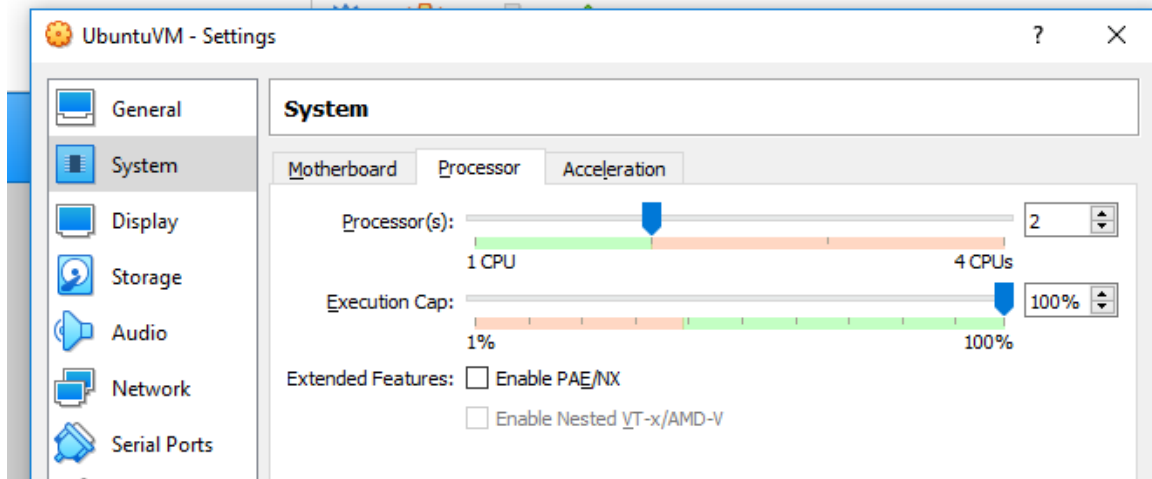 UbuntuVM - Settings
?
General
System
Display
Storage
Audio
Network
Serial Ports
System
Motherboard Processor Acceleration
Processor(s): 2
1 CPU 4 CPUs
Execution Cap: 100%
1% 100%
Extended Features: Enable PAE/NX
Enable Nested VT-x/AMD-V